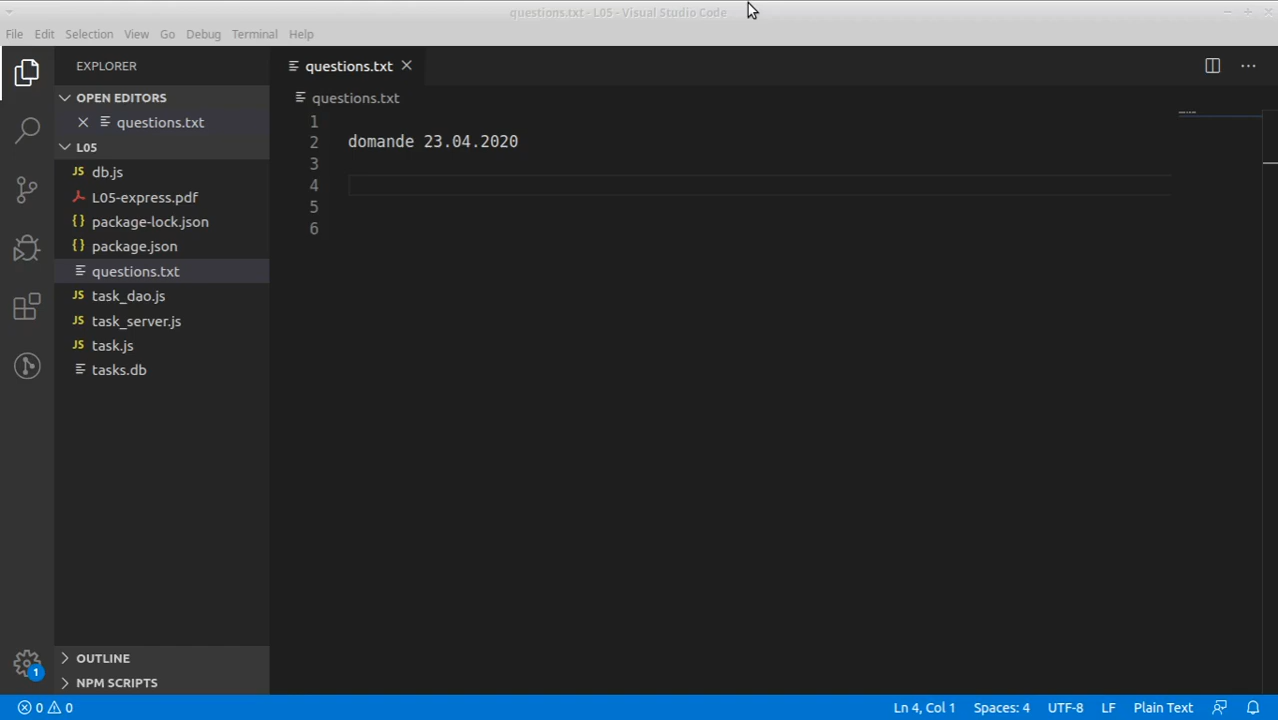 questions.txt - L05 - Visual Studio Code
File Edit Selection View Go Debug Terminal Help
EXPLORER
questions.txt
OPEN EDITORS
questions.txt
questions.txt
1
2 domande 23.04.2020
3
4
5
6
L05
db.js
L05-express.pdf
package-lock.json
package.json
questions.txt
task_dao.js
task_server.js
task.js
tasks.db
OUTLINE
NPM SCRIPTS
1
0 0
Ln 4, Col 1 Spaces: 4 UTF-8 LF Plain Text